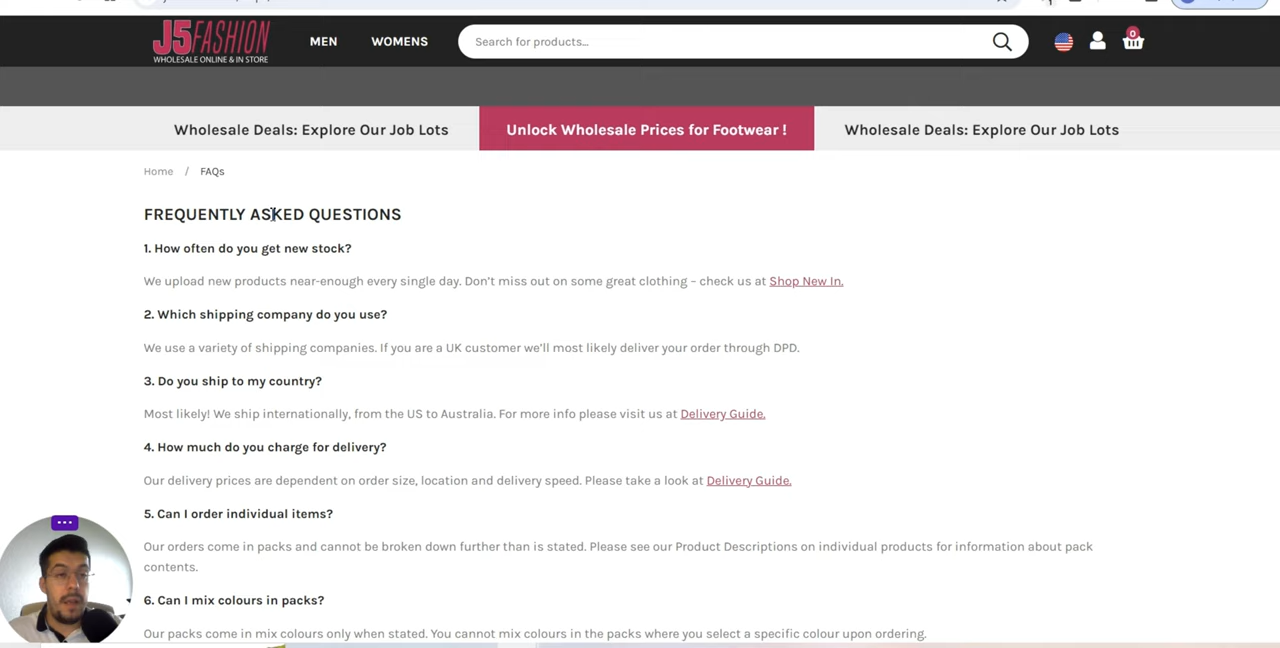 J5FASHION
WHOLESALE ONLINE & IN STORE
MEN
WOMENS
Search for products...
0
Wholesale Deals: Explore Our Job Lots
Unlock Wholesale Prices for Footwear !
Wholesale Deals: Explore Our Job Lots
Home / FAQs
FREQUENTLY ASKED QUESTIONS
1. How often do you get new stock?
We upload new products near-enough every single day. Don't miss out on some great clothing – check us at Shop New In.
2. Which shipping company do you use?
We use a variety of shipping companies. If you are a UK customer we'll most likely deliver your order through DPD.
3. Do you ship to my country?
Most likely! We ship internationally, from the US to Australia. For more info please visit us at Delivery Guide.
4. How much do you charge for delivery?
Our delivery prices are dependent on order size, location and delivery speed. Please take a look at Delivery Guide.
5. Can I order individual items?
Our orders come in packs and cannot be broken down further than is stated. Please see our Product Descriptions on individual products for information about pack
contents.
6. Can I mix colours in packs?
Our packs come in mix colours only when stated. You cannot mix colours in the packs where you select a specific colour upon ordering.